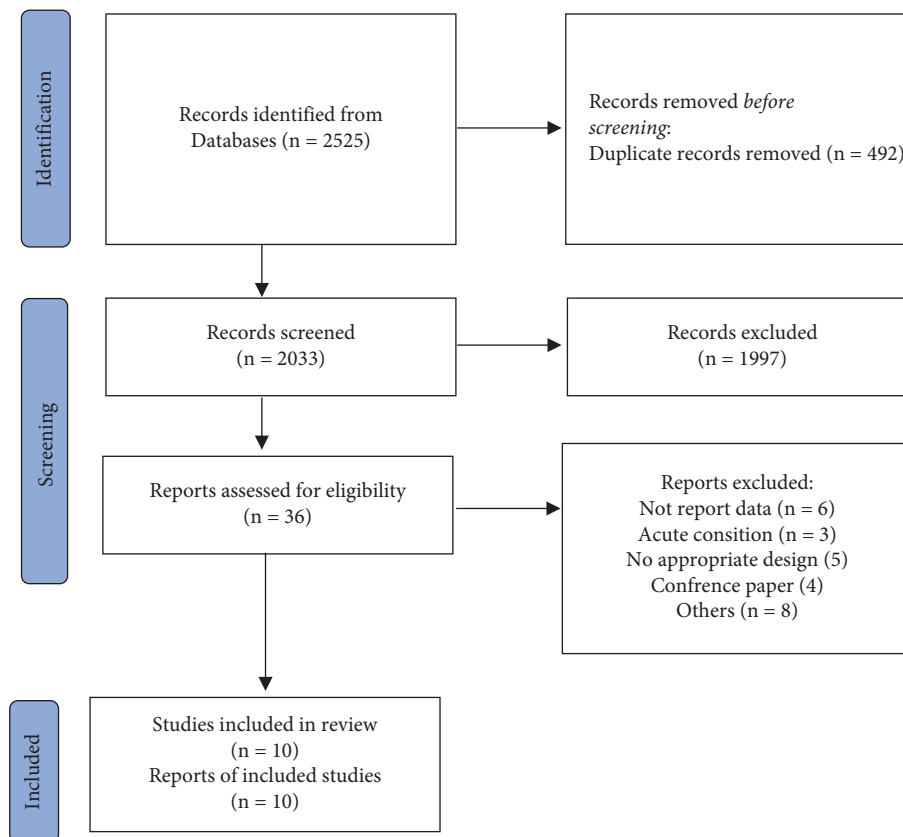 Identification
Records identified from
Databases (n = 2525)
Records removed before
screening:
Duplicate records removed (n = 492)
Screening
Records screened
(n = 2033)
Records excluded
(n = 1997)
Reports assessed for eligibility
(n = 36)
Reports excluded:
Not report data (n = 6)
Acute consition (n = 3)
No appropriate design (5)
Confrence paper (4)
Others (n = 8)
Included
Studies included in review
(n = 10)
Reports of included studies
(n = 10)